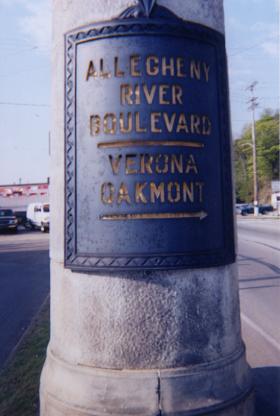 ALLEGHENY
RIVER
BOULEVARD
VERONA
OAKMONT